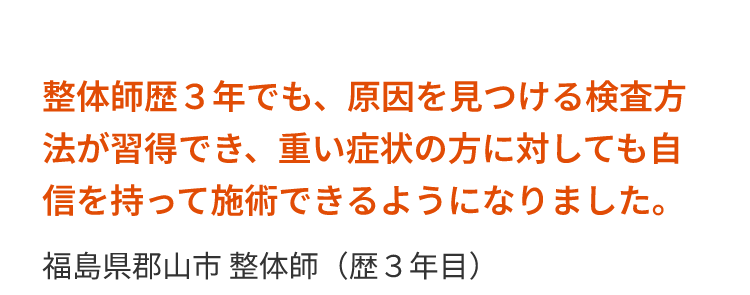 整体師歴３年でも、原因を見つける検査方
法が習得でき、重い症状の方に対しても自
信を持って施術できるようになりました。
福島県郡山市 整体師（歴３年目）